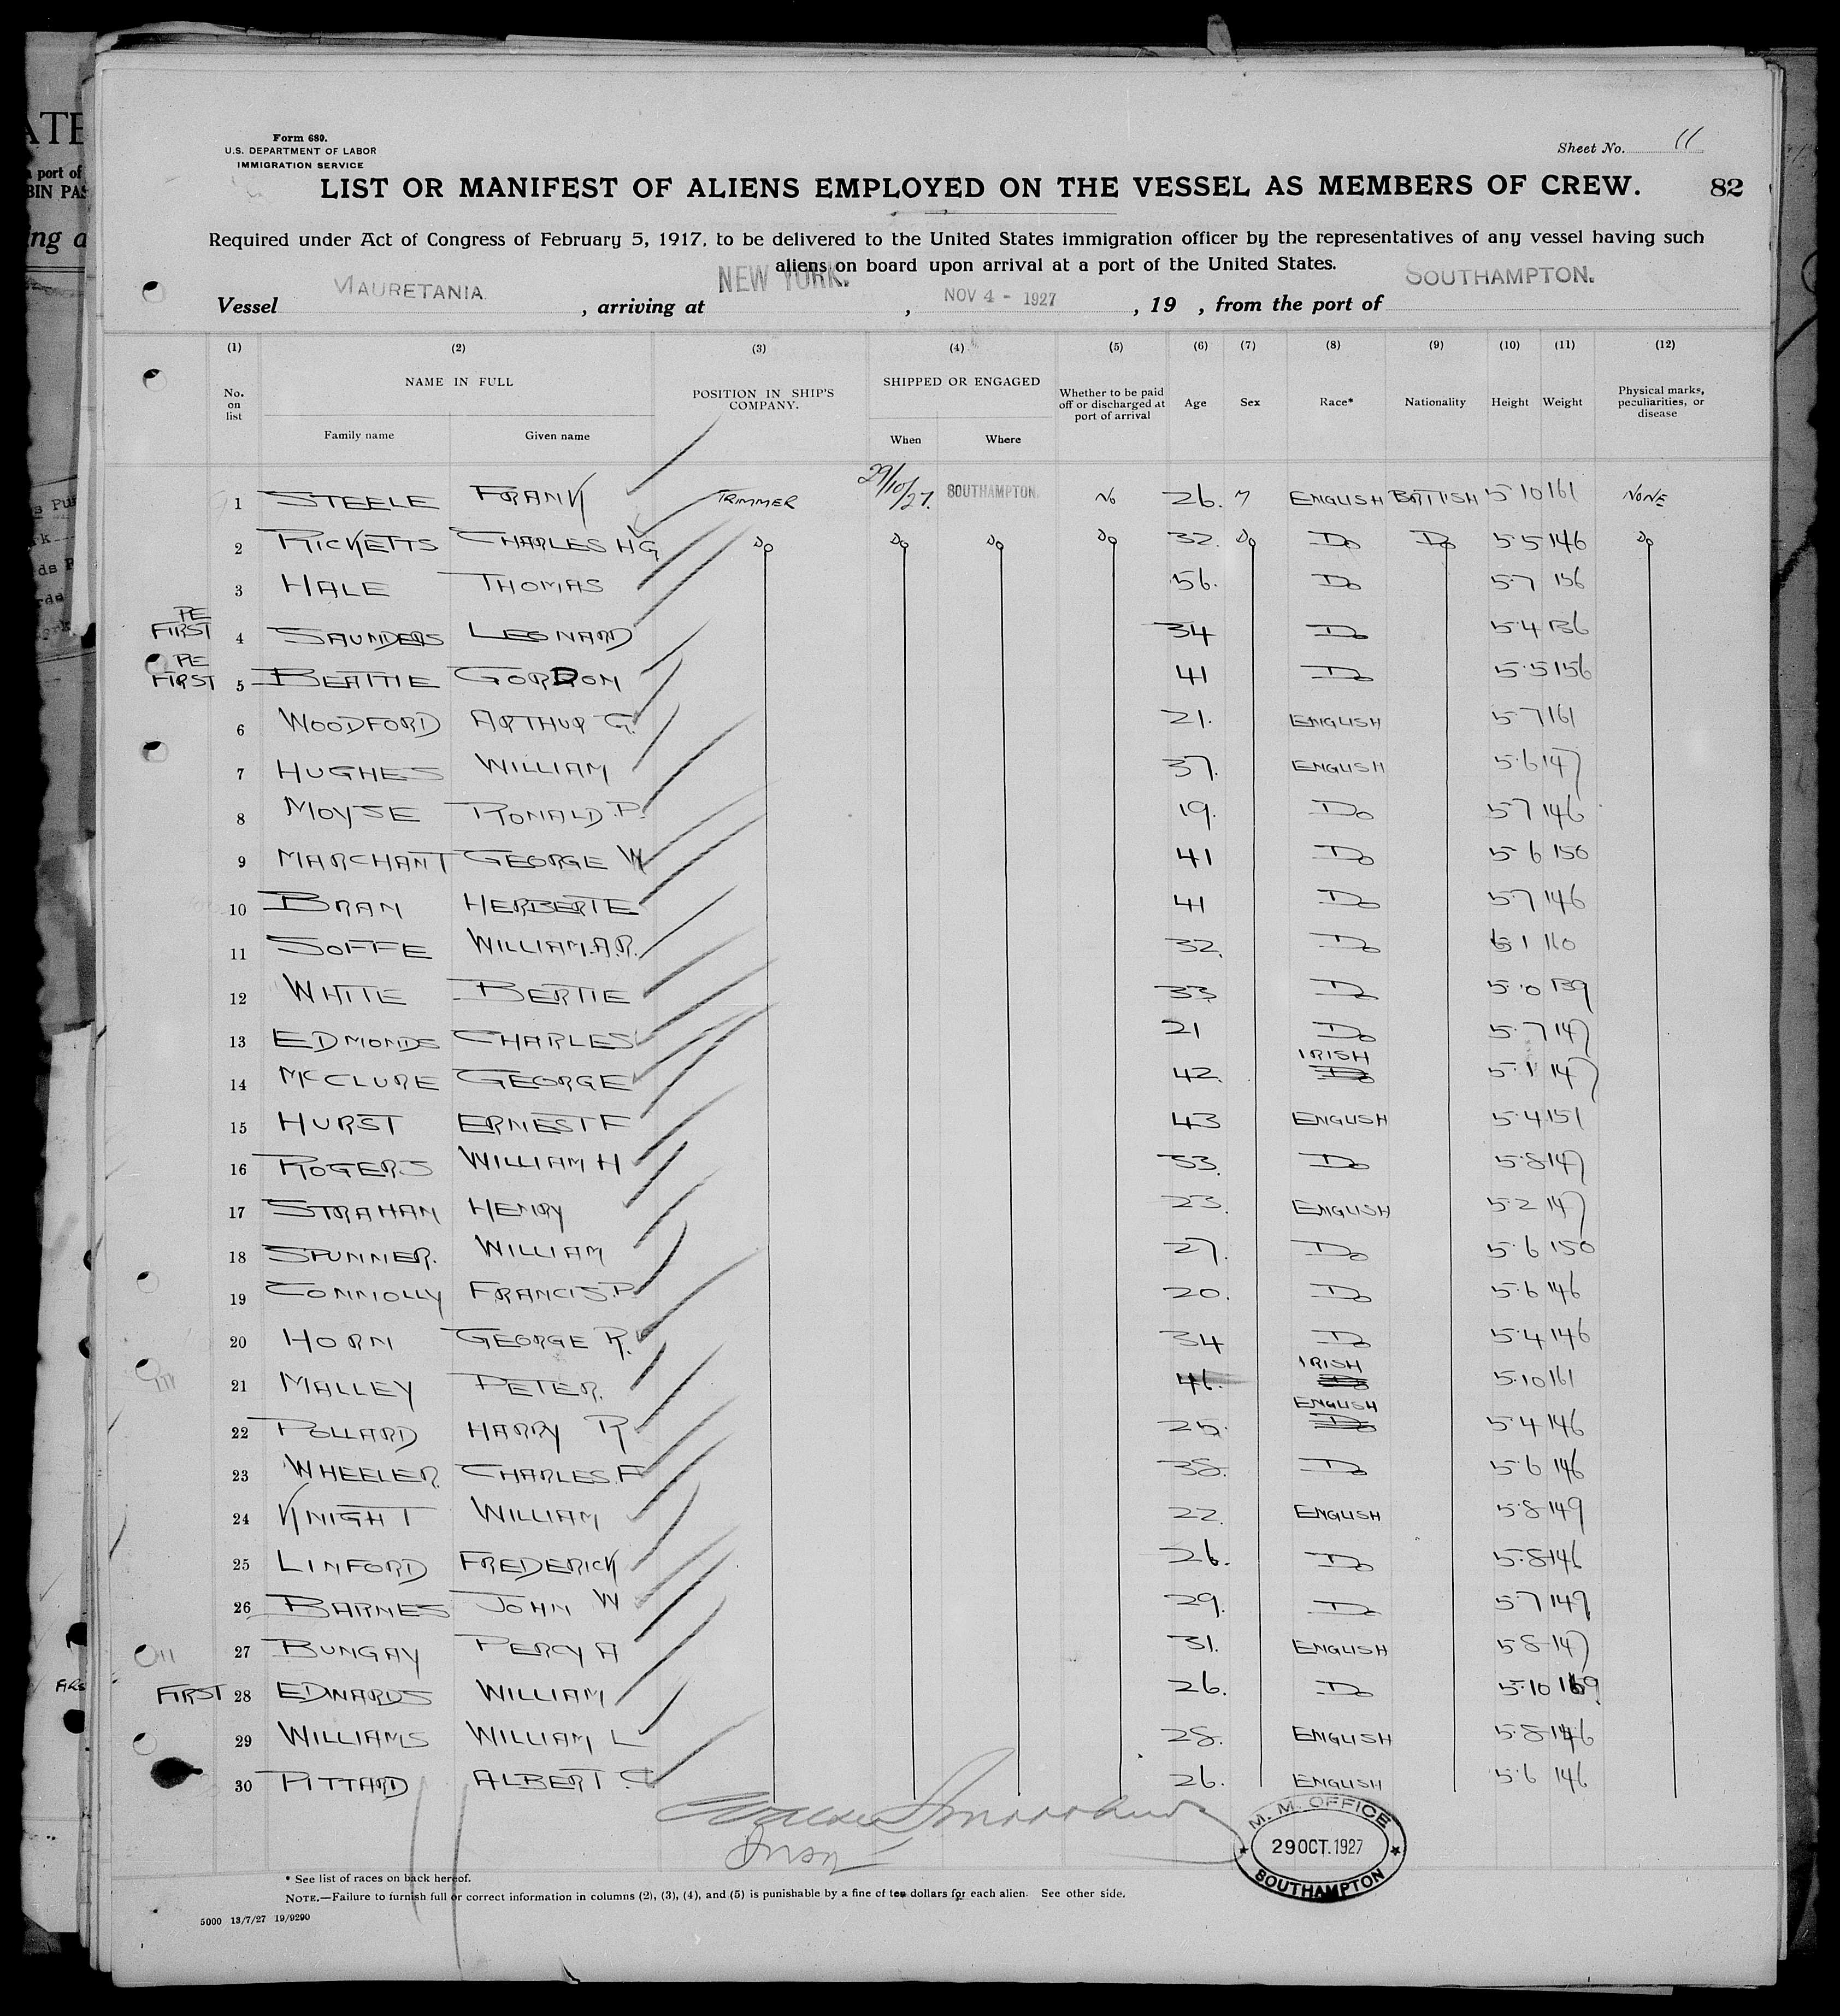 Form 680.
U.S. DEPARTMENT OF LABOR
IMMIGRATION SERVICE
Sheet No. 11
LIST OR MANIFEST OF ALIENS EMPLOYED ON THE VESSEL AS MEMBERS OF CREW. 82
Required under Act of Congress of February 5, 1917, to be delivered to the United States immigration officer by the representatives of any vessel having such
aliens on board upon arrival at a port of the United States.
Vessel MAURETANIA , arriving at NEW YORK. , NOV 4 - 1927 , 19 , from the port of SOUTHAMPTON.
(1) (2) (3) (4) (5) (6) (7) (8) (9) (10) (11) (12)
No. on list NAME IN FULL Family name Given name POSITION IN SHIP'S COMPANY. SHIPPED OR ENGAGED When Where Whether to be paid off or discharged at port of arrival Age Sex Race* Nationality Height Weight Physical marks, peculiarities, or disease
1 STEELE FRANK TRIMMER 29/10/27. SOUTHAMPTON. No 26. M ENGLISH BRITISH 5 10 161 NONE
2 RICKETTS CHARLES H G Do Do Do Do 32. Do Do Do 5.5 146 Do
3 HALE THOMAS 56. Do 5.7 156
PE FIRST 4 SAUNDERS LEONARD 34 Do 5.4 136
PE FIRST 5 BEATTIE GORDON 41 Do 5.5 156
6 WOODFORD ARTHUR G. 21. ENGLISH 5.7 161
7 HUGHES WILLIAM 37. ENGLISH 5.6 147
8 MOYSE RONALD.P. 19. Do 5.7 146
9 MARCHANT GEORGE W 41 Do 5 6 150
10 BRAN HERBERT E 41 Do 5.7 146
11 SOFFE WILLIAM.A.R. 32. Do 1 160
12 WHITE BERTIE 33 Do 5.0 139
13 EDMONDS CHARLES 21 Do 5.7 147
14 McCLURE GEORGE 42. IRISH 5.1 147
15 HURST ERNEST F 43 ENGLISH 5.4 151
16 ROGERS WILLIAM H 53. Do 5.8 147
17 STRAHAN HENRY 23. ENGLISH 5.2 147
18 SPUNNER. WILLIAM 27. Do 5.6 150
19 CONNOLLY FRANCIS.P. 20. Do 5.6 146
20 HORN GEORGE R. 34 Do 5.4 146
21 MALLEY PETER. 46. IRISH 5.10 161
22 POLLARD HARRY R 25. ENGLISH 5.4 146
23 WHEELER. CHARLES.F 38. Do 5.6 146
24 KNIGHT WILLIAM 22. ENGLISH 5.8 149
25 LINFORD FREDERICK 26. Do 5.8 146
26 BARNES JOHN W 29. Do 5.7 149
27 BUNGAY PERCY A 31. ENGLISH 5 8 147
FIRST 28 EDWARDS WILLIAM 26. Do 5.10 169
29 WILLIAMS WILLIAM L 28. ENGLISH 5.8 146
30 PITTARD ALBERT C 26. ENGLISH 5.6 146
M. M. OFFICE
29 OCT. 1927
SOUTHAMPTON
* See list of races on back hereof.
NOTE.—Failure to furnish full or correct information in columns (2), (3), (4), and (5) is punishable by a fine of ten dollars for each alien. See other side.
5000 13/7/27 19/9290